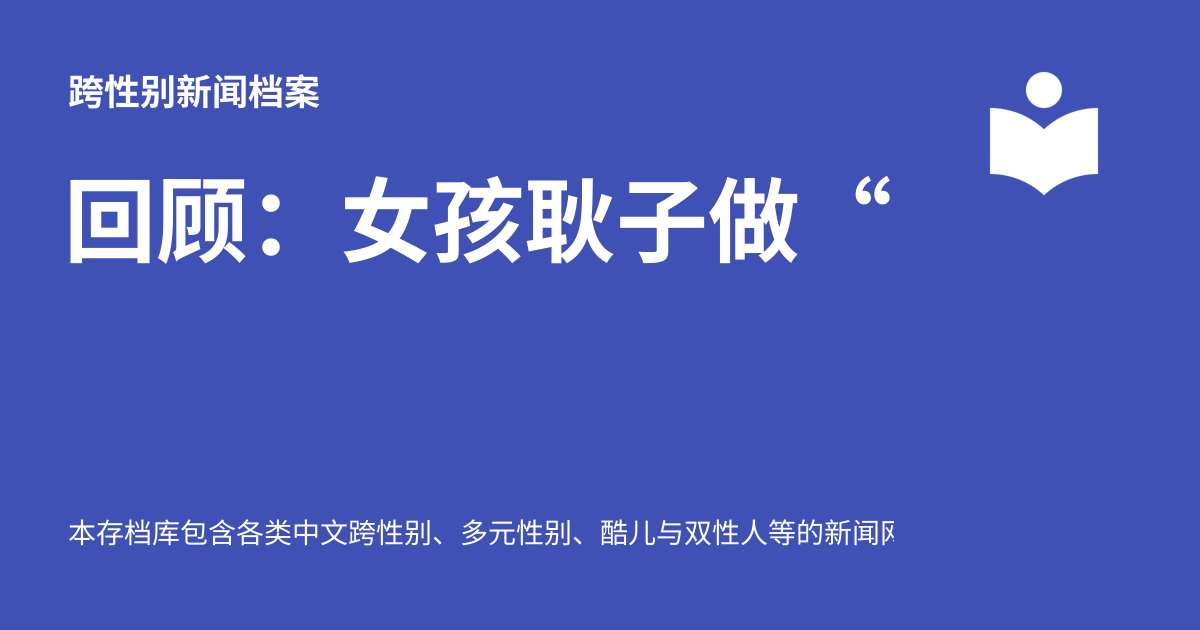 跨性别新闻档案
回顾：女孩耿子做“
本存档库包含各类中文跨性别、多元性别、酷儿与双性人等的新闻